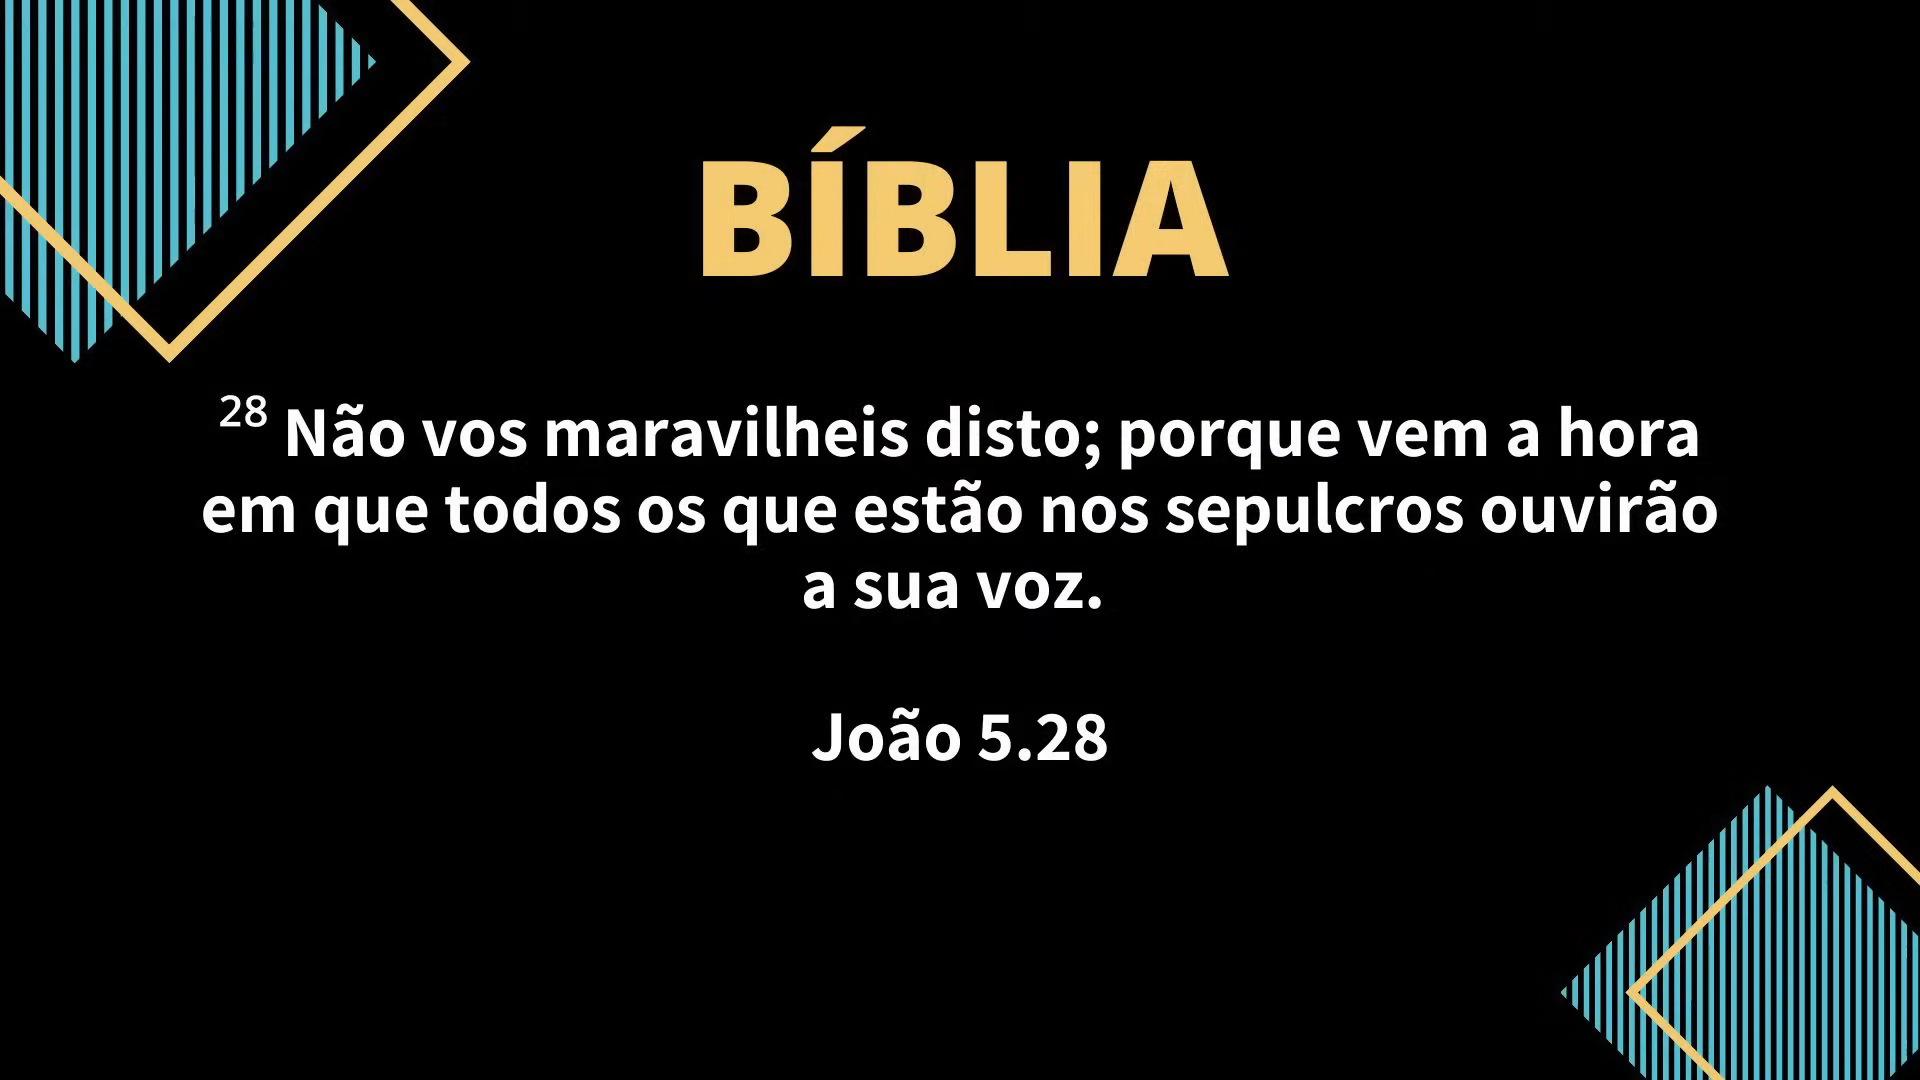 BÍBLIA
28 Não vos maravilheis disto; porque vem a hora
em que todos os que estão nos sepulcros ouvirão
a sua voz.
João 5.28